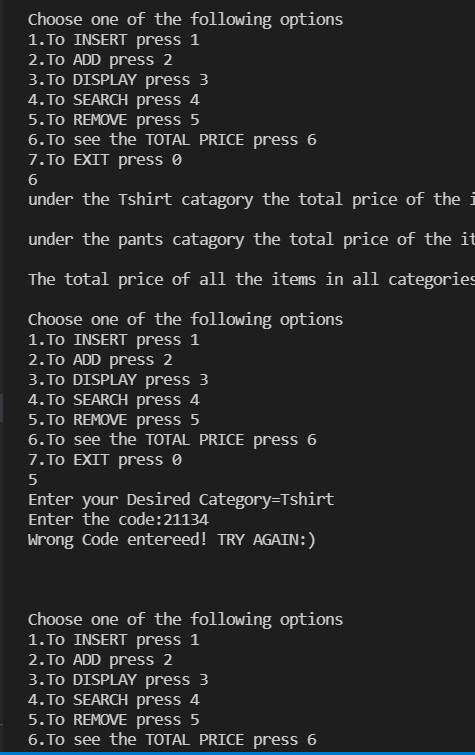 Choose one of the following options
1.To INSERT press 1
2.To ADD press 2
3.To DISPLAY press 3
4.To SEARCH press 4
5.To REMOVE press 5
6.To see the TOTAL PRICE press 6
7.To EXIT press 0
6
under the Tshirt catagory the total price of the
under the pants catagory the total price of the
The total price of all the items in all categories
Choose one of the following options
1.To INSERT press 1
2.To ADD press 2
3.To DISPLAY press 3
4.To SEARCH press 4
5.To REMOVE press 5
6.To see the TOTAL PRICE press 6
7.To EXIT press 0
5
Enter your Desired Category=Tshirt
Enter the code:21134
Wrong Code entereed! TRY AGAIN:)
Choose one of the following options
1.To INSERT press 1
2.To ADD press 2
3.To DISPLAY press 3
4.To SEARCH press 4
5.To REMOVE press 5
6.To see the TOTAL PRICE press 6